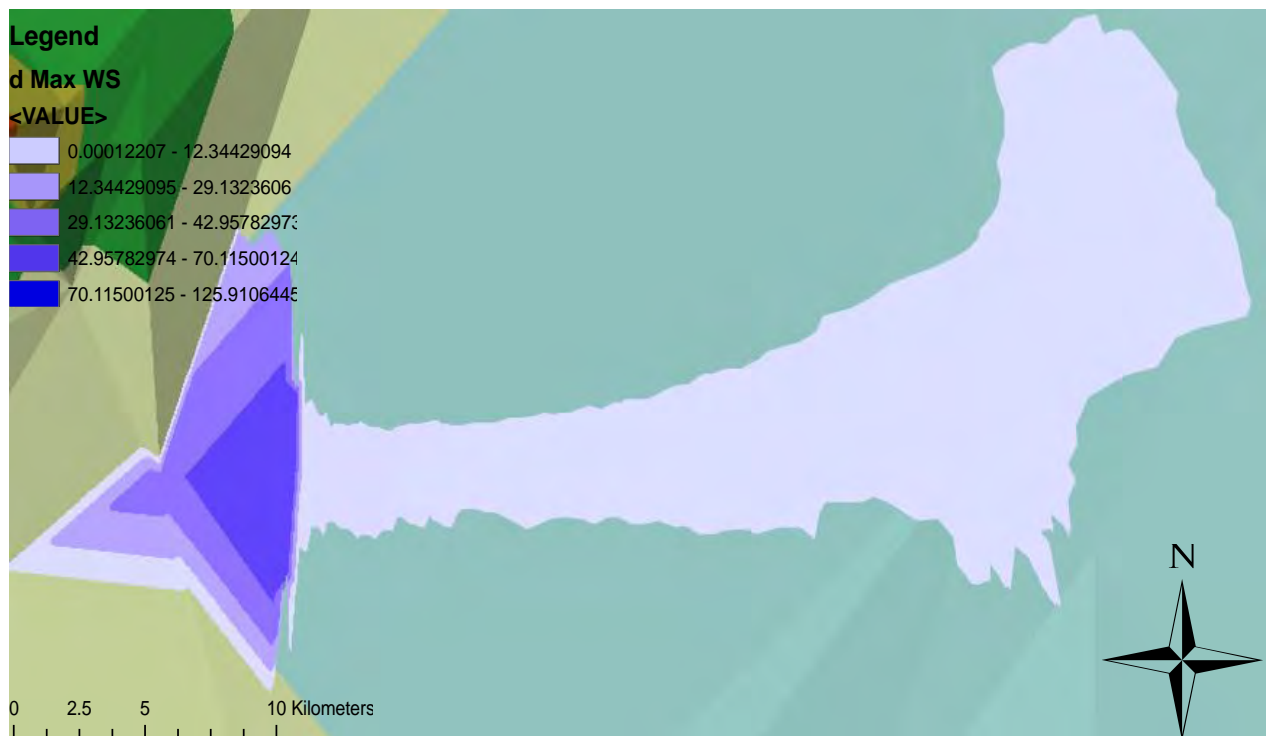 Legend
d Max WS
<VALUE>
0.00012207 - 12.34429094
12.34429095 - 29.1323606
29.13236061 - 42.95782973
42.95782974 - 70.11500124
70.11500125 - 125.9106445
N
0 2.5 5 10 Kilometers